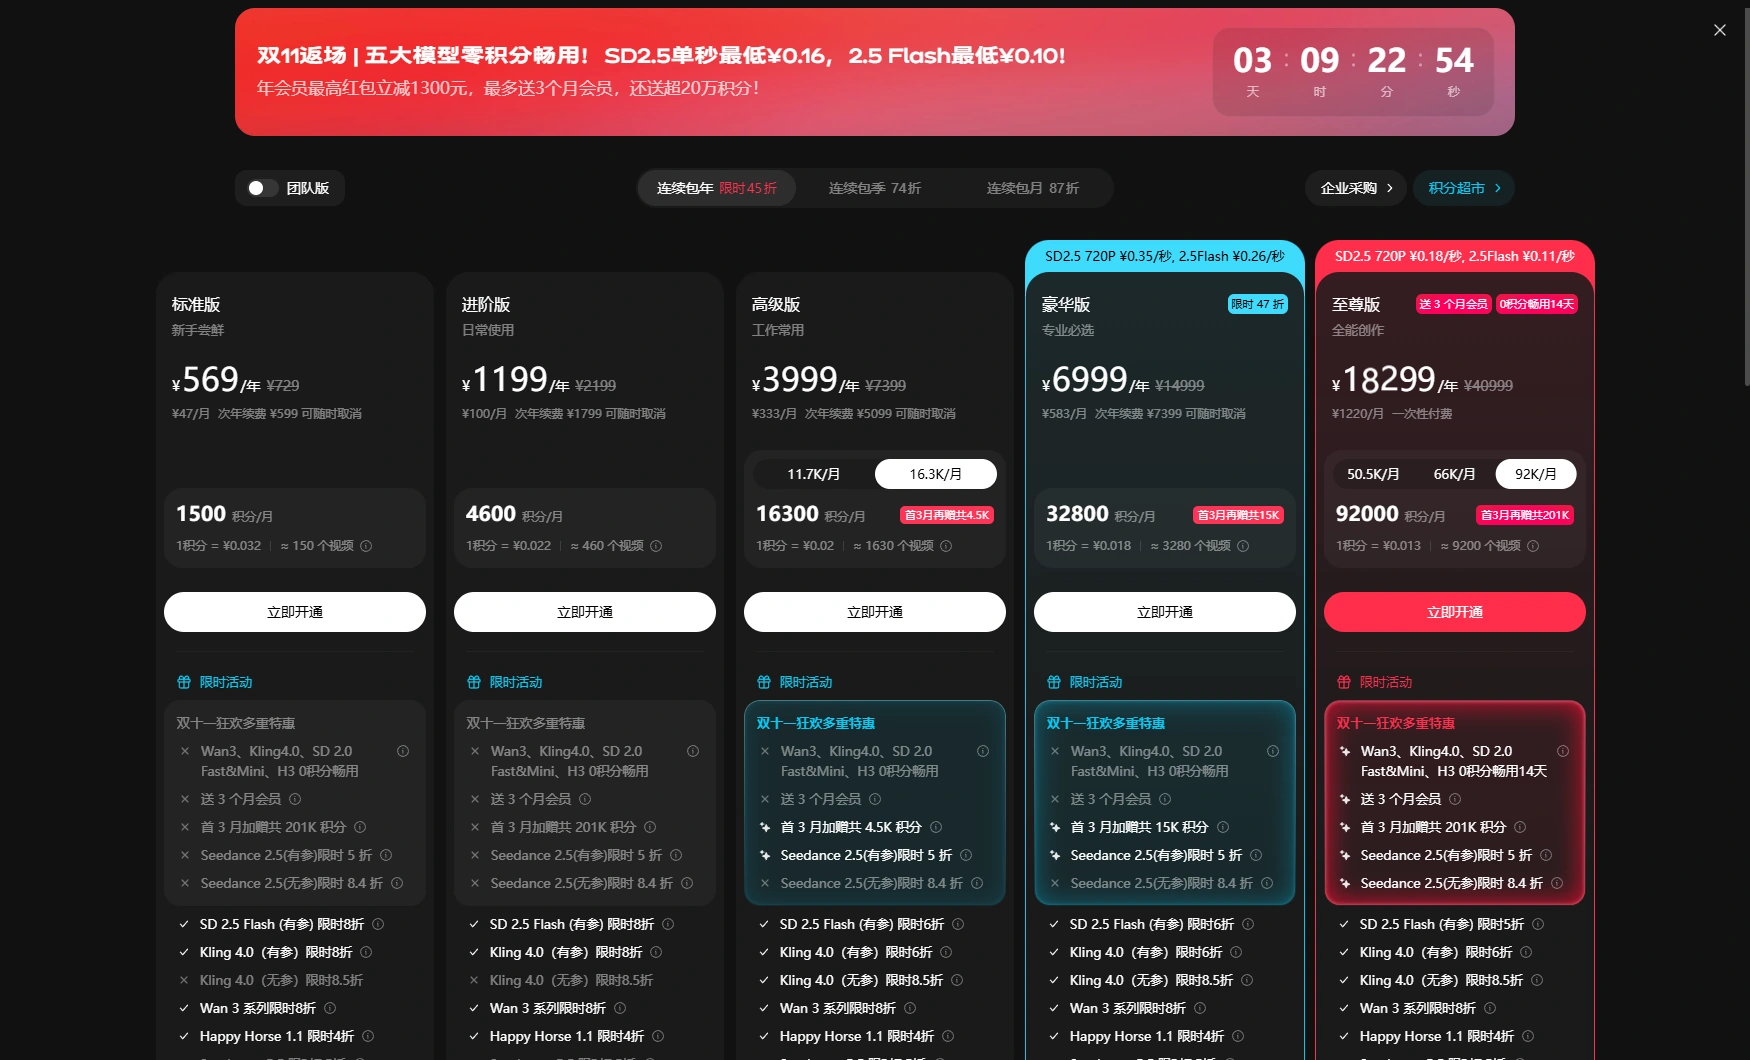 双11返场 | 五大模型零积分畅用！SD2.5单秒最低¥0.16，2.5 Flash最低¥0.10!
年会员最高红包立减1300元，最多送3个月会员，还送超20万积分！
03 : 09 : 22 : 54
天 时 分 秒
团队版
连续包年 限时45折
连续包季 74折
连续包月 87折
企业采购 >
积分超市 >
标准版
新手尝鲜
¥569/年 ¥729
¥47/月 次年续费 ¥599 可随时取消
1500 积分/月
1积分 = ¥0.032 | ≈ 150 个视频
立即开通
限时活动
双十一狂欢多重特惠
Wan3、Kling4.0、SD 2.0
Fast&Mini、H3 0积分畅用
送 3 个月会员
首 3 月加赠共 201K 积分
Seedance 2.5(有参)限时 5 折
Seedance 2.5(无参)限时 8.4 折
SD 2.5 Flash (有参) 限时8折
Kling 4.0（有参）限时8折
Kling 4.0（无参）限时8.5折
Wan 3 系列限时8折
Happy Horse 1.1 限时4折
进阶版
日常使用
¥1199/年 ¥2199
¥100/月 次年续费 ¥1799 可随时取消
4600 积分/月
1积分 = ¥0.022 | ≈ 460 个视频
立即开通
限时活动
双十一狂欢多重特惠
Wan3、Kling4.0、SD 2.0
Fast&Mini、H3 0积分畅用
送 3 个月会员
首 3 月加赠共 201K 积分
Seedance 2.5(有参)限时 5 折
Seedance 2.5(无参)限时 8.4 折
SD 2.5 Flash (有参) 限时8折
Kling 4.0（有参）限时8折
Kling 4.0（无参）限时8.5折
Wan 3 系列限时8折
Happy Horse 1.1 限时4折
高级版
工作常用
¥3999/年 ¥7399
¥333/月 次年续费 ¥5099 可随时取消
11.7K/月 16.3K/月
16300 积分/月 首3月再赠共4.5K
1积分 = ¥0.02 | ≈ 1630 个视频
立即开通
限时活动
双十一狂欢多重特惠
Wan3、Kling4.0、SD 2.0
Fast&Mini、H3 0积分畅用
送 3 个月会员
首 3 月加赠共 4.5K 积分
Seedance 2.5(有参)限时 5 折
Seedance 2.5(无参)限时 8.4 折
SD 2.5 Flash (有参) 限时6折
Kling 4.0（有参）限时6折
Kling 4.0（无参）限时8.5折
Wan 3 系列限时8折
Happy Horse 1.1 限时4折
SD2.5 720P ¥0.35/秒, 2.5Flash ¥0.26/秒
豪华版 限时 47 折
专业必选
¥6999/年 ¥14999
¥583/月 次年续费 ¥7399 可随时取消
32800 积分/月 首3月再赠共15K
1积分 = ¥0.018 | ≈ 3280 个视频
立即开通
限时活动
双十一狂欢多重特惠
Wan3、Kling4.0、SD 2.0
Fast&Mini、H3 0积分畅用
送 3 个月会员
首 3 月加赠共 15K 积分
Seedance 2.5(有参)限时 5 折
Seedance 2.5(无参)限时 8.4 折
SD 2.5 Flash (有参) 限时6折
Kling 4.0（有参）限时6折
Kling 4.0（无参）限时8.5折
Wan 3 系列限时8折
Happy Horse 1.1 限时4折
SD2.5 720P ¥0.18/秒, 2.5Flash ¥0.11/秒
至尊版 送 3 个月会员 0积分畅用14天
全能创作
¥18299/年 ¥40999
¥1220/月 一次性付费
50.5K/月 66K/月 92K/月
92000 积分/月 首3月再赠共201K
1积分 = ¥0.013 | ≈ 9200 个视频
立即开通
限时活动
双十一狂欢多重特惠
Wan3、Kling4.0、SD 2.0
Fast&Mini、H3 0积分畅用14天
送 3 个月会员
首 3 月加赠共 201K 积分
Seedance 2.5(有参)限时 5 折
Seedance 2.5(无参)限时 8.4 折
SD 2.5 Flash (有参) 限时5折
Kling 4.0（有参）限时6折
Kling 4.0（无参）限时8.5折
Wan 3 系列限时8折
Happy Horse 1.1 限时4折